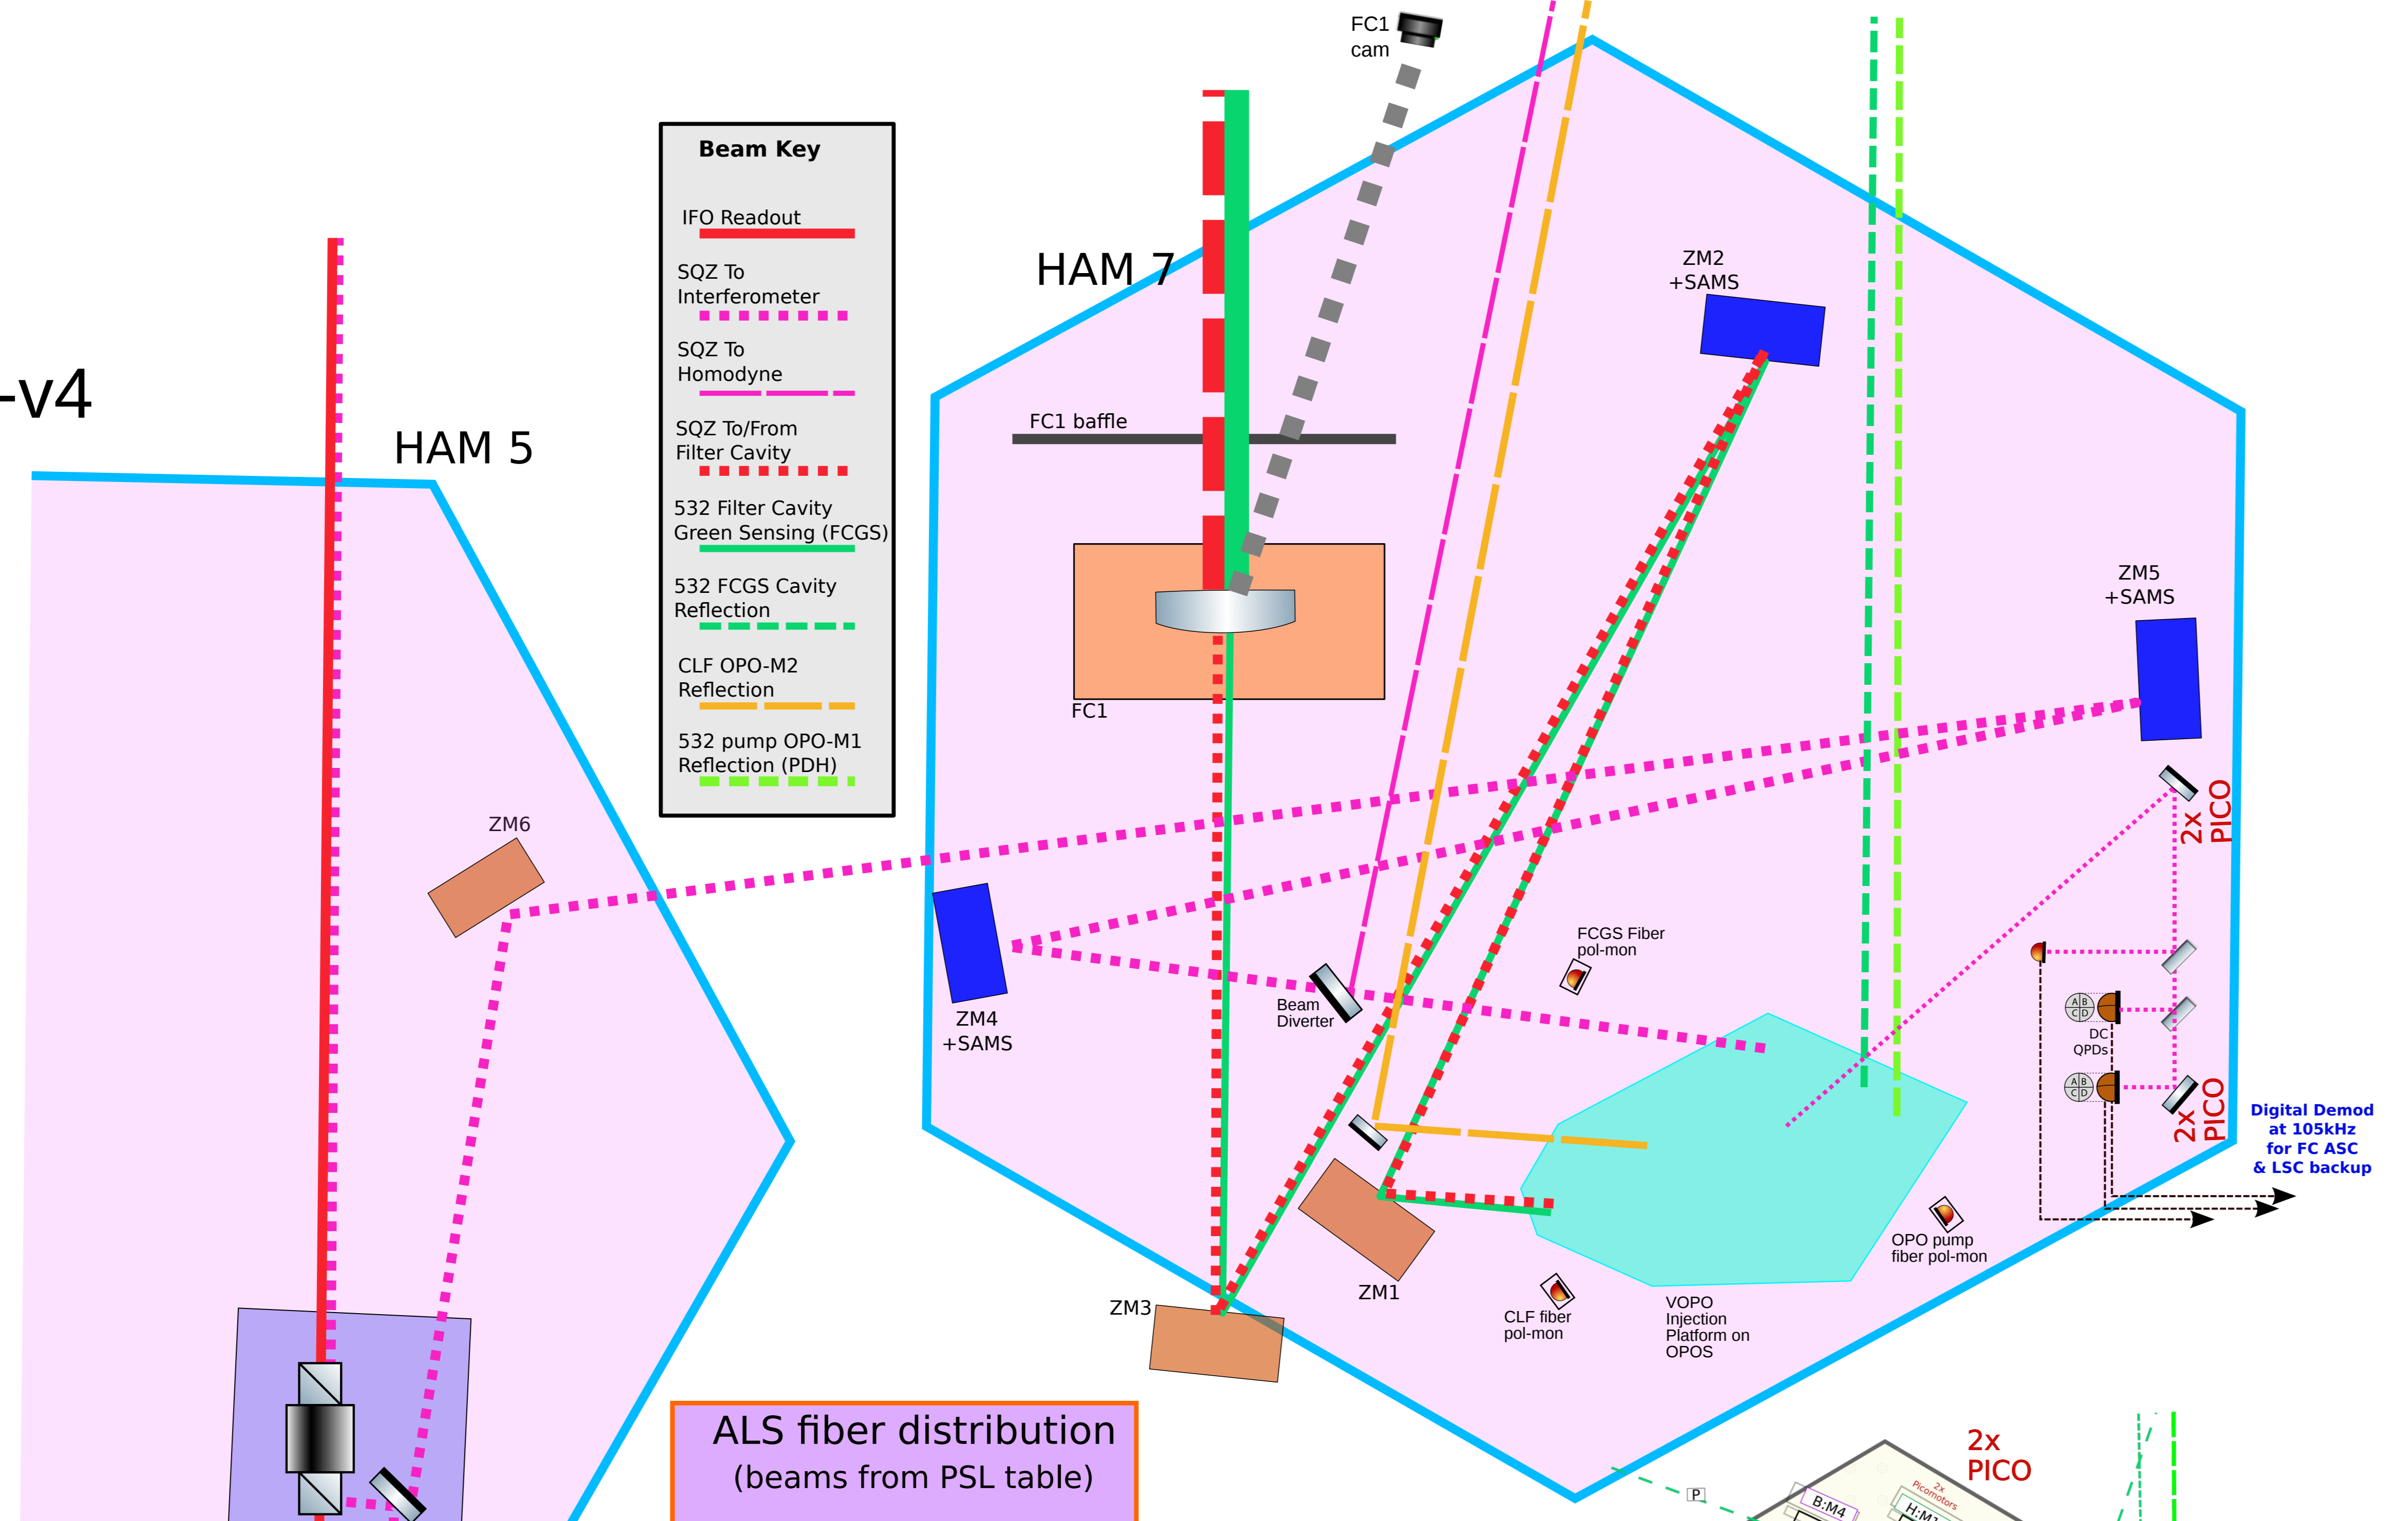 -v4
HAM 5
ZM6
Beam Key
IFO Readout
SQZ To
Interferometer
SQZ To
Homodyne
SQZ To/From
Filter Cavity
532 Filter Cavity
Green Sensing (FCGS)
532 FCGS Cavity
Reflection
CLF OPO-M2
Reflection
532 pump OPO-M1
Reflection (PDH)
FC1
cam
HAM 7
FC1 baffle
FC1
ZM2
+SAMS
ZM5
+SAMS
2x
PICO
FCGS Fiber
pol-mon
Beam
Diverter
ZM4
+SAMS
A B
C D
DC
QPDs
A B
C D
2x
PICO
Digital Demod
at 105kHz
for FC ASC
& LSC backup
OPO pump
fiber pol-mon
ZM1
ZM3
CLF fiber
pol-mon
VOPO
Injection
Platform on
OPOS
ALS fiber distribution
(beams from PSL table)
2x
PICO
P
2x
Picomotors
B:M4